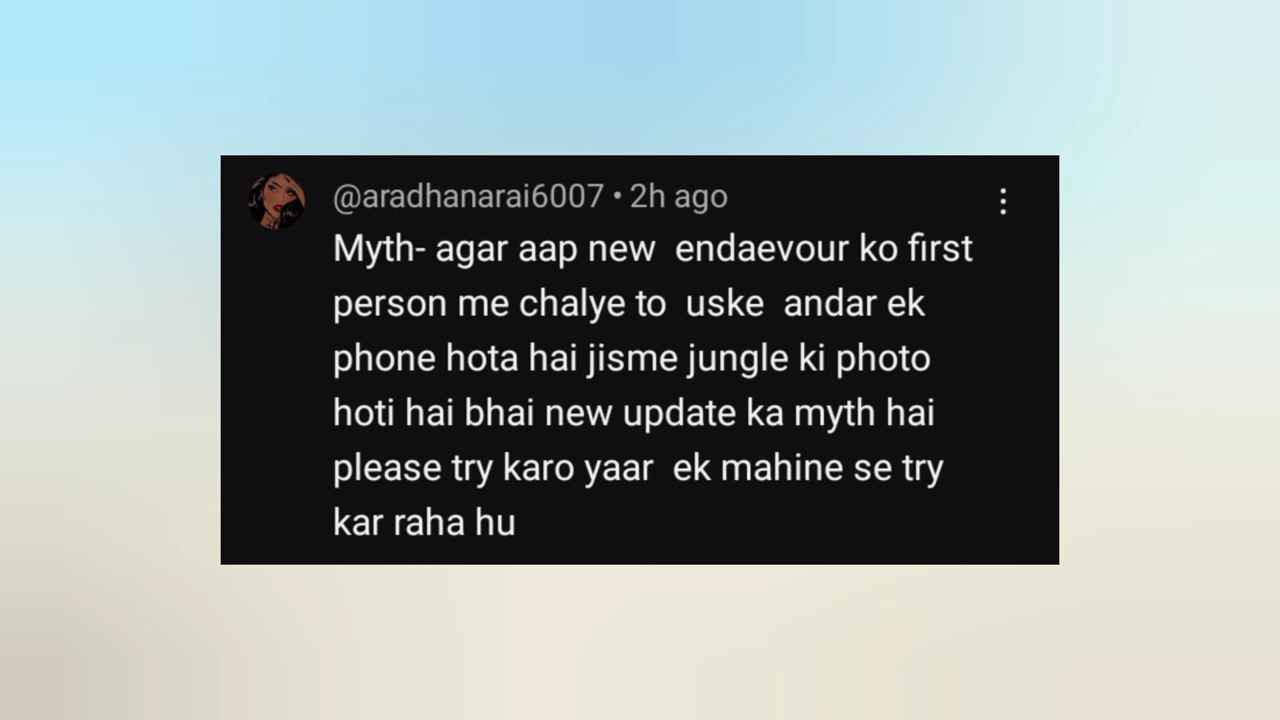 @aradhanarai6007 • 2h ago
Myth- agar aap new endaevour ko first
person me chalye to uske andar ek
phone hota hai jisme jungle ki photo
hoti hai bhai new update ka myth hai
please try karo yaar ek mahine se try
kar raha hu